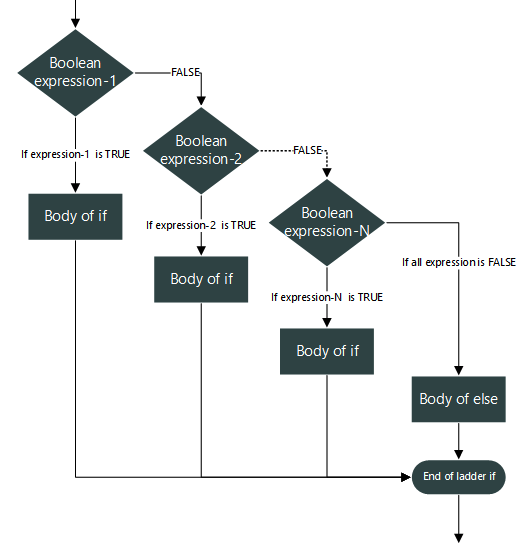 Boolean
expression-1
FALSE
If expression-1 is TRUE
Body of if
Boolean
expression-2
FALSE
If expression-2 is TRUE
Body of if
Boolean
expression-N
If expression-N is TRUE
Body of if
If all expression is FALSE
Body of else
End of ladder if